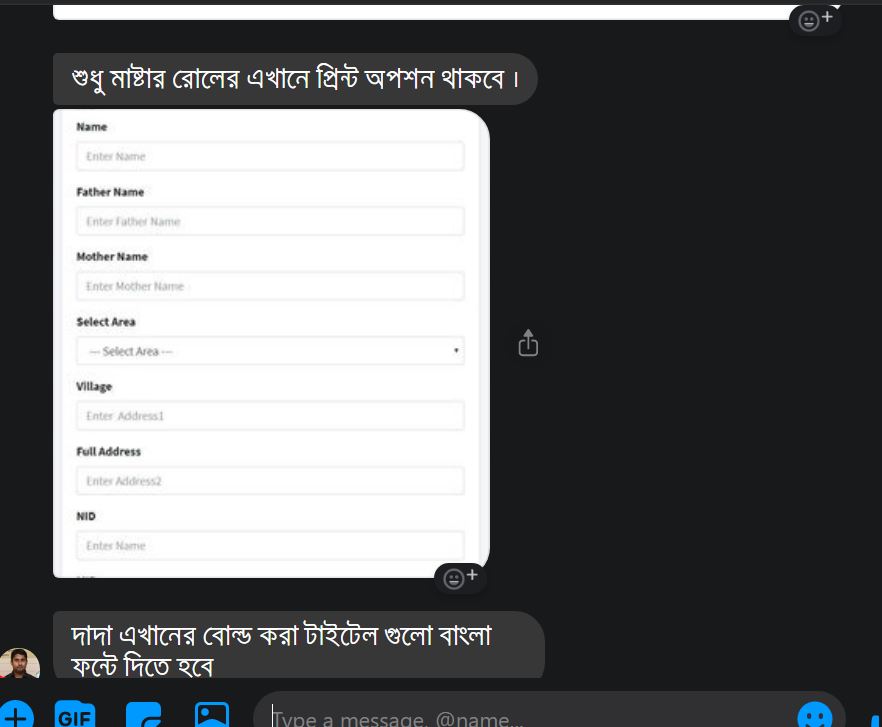 শুধু মাষ্টার রোলের এখানে প্রিন্ট অপশন থাকবে ।
Name
Enter Name
Father Name
Enter Father Name
Mother Name
Enter Mother Name
Select Area
--- Select Area ---
Village
Enter Address1
Full Address
Enter Address2
NID
Enter Name
দাদা এখানের বোল্ড করা টাইটেল গুলো বাংলা
ফন্টে দিতে হবে
GIF
Type a message, @name...